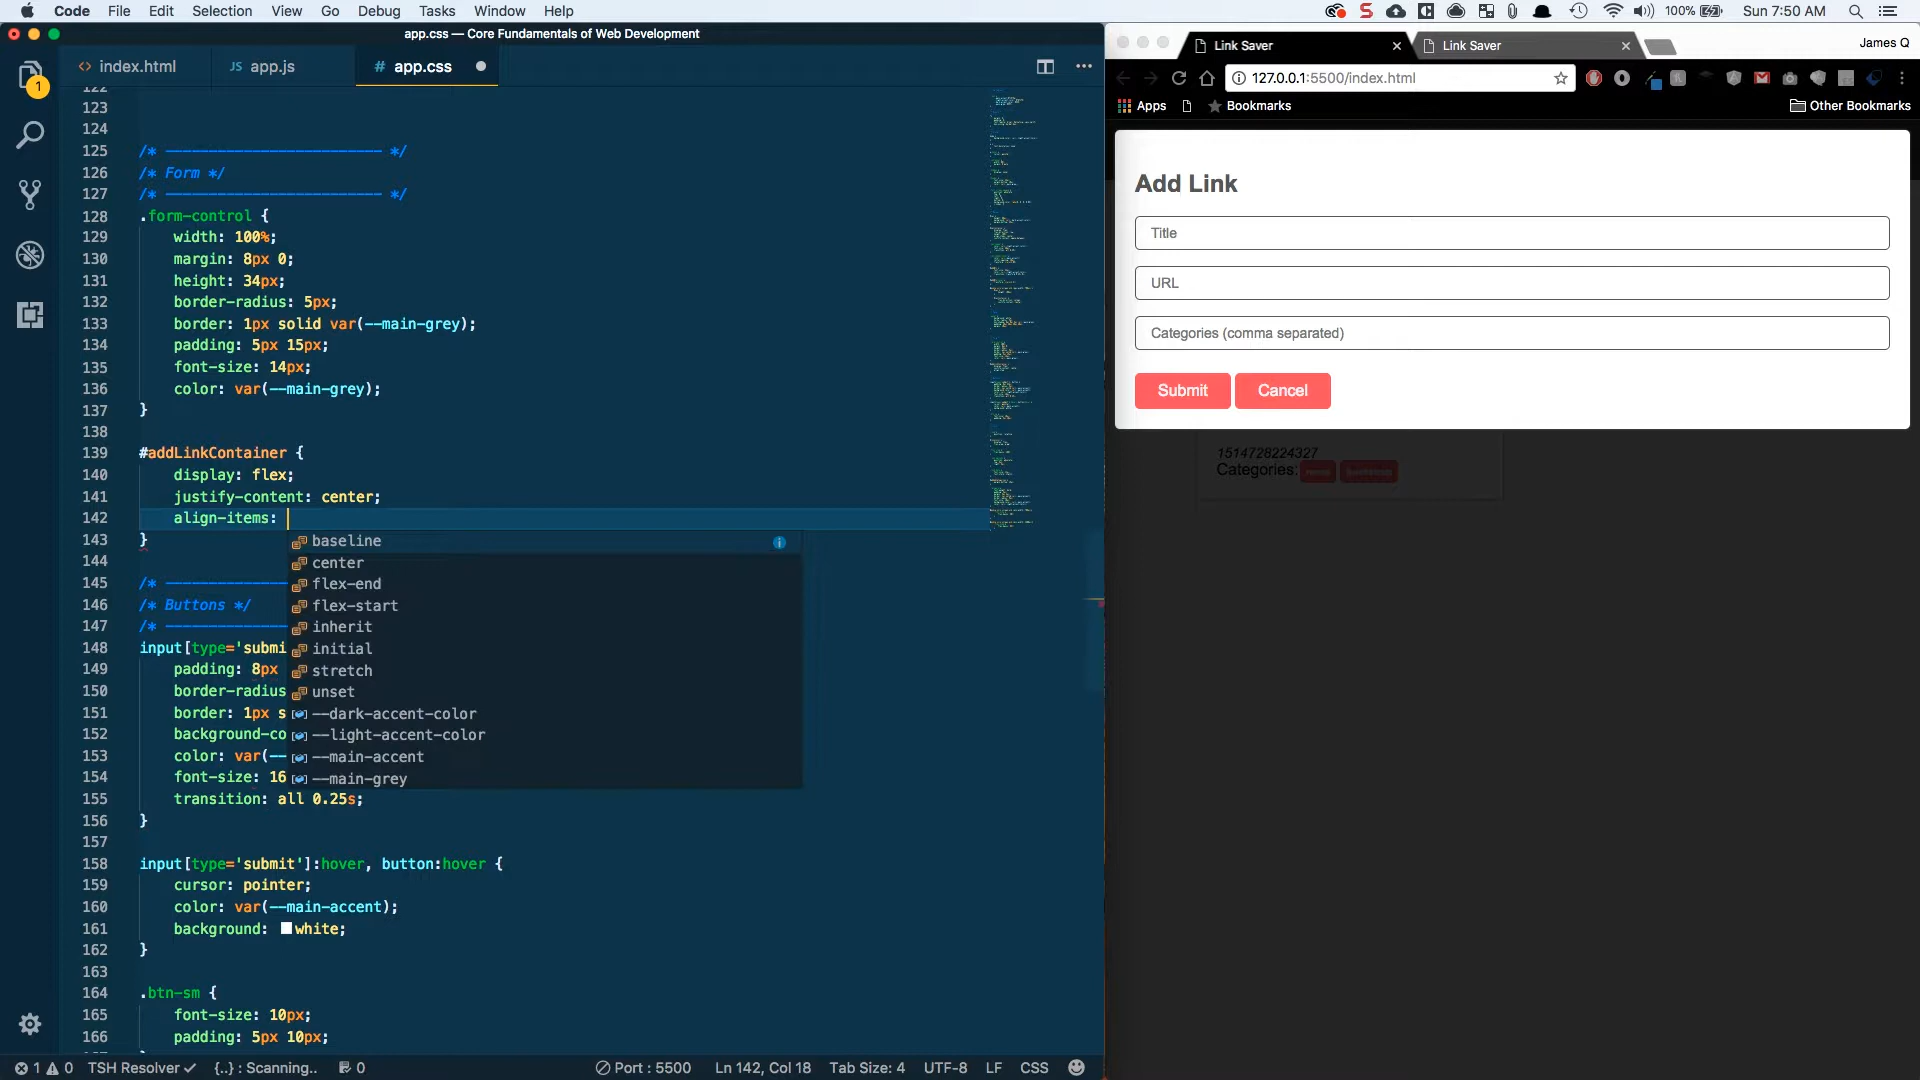 Code File Edit Selection View Go Debug Tasks Window Help
100% Sun 7:50 AM
app.css — Core Fundamentals of Web Development
1
<> index.html
JS app.js
# app.css
122
123
124
125 /* ————————————————————————— */
126 /* Form */
127 /* ————————————————————————— */
128 .form-control {
129 width: 100%;
130 margin: 8px 0;
131 height: 34px;
132 border-radius: 5px;
133 border: 1px solid var(--main-grey);
134 padding: 5px 15px;
135 font-size: 14px;
136 color: var(--main-grey);
137 }
138
139 #addLinkContainer {
140 display: flex;
141 justify-content: center;
142 align-items:
143 }
144
145 /* ——————————————
146 /* Buttons */
147 /* ——————————————
148 input[type='submi
149 padding: 8px
150 border-radius
151 border: 1px s
152 background-co
153 color: var(--
154 font-size: 16
155 transition: all 0.25s;
156 }
157
158 input[type='submit']:hover, button:hover {
159 cursor: pointer;
160 color: var(--main-accent);
161 background: white;
162 }
163
164 .btn-sm {
165 font-size: 10px;
166 padding: 5px 10px;
baseline
center
flex-end
flex-start
inherit
initial
stretch
unset
--dark-accent-color
--light-accent-color
--main-accent
--main-grey
1 0 TSH Resolver ✓ {..} : Scanning.. 0
Port : 5500 Ln 142, Col 18 Tab Size: 4 UTF-8 LF CSS
Link Saver
Link Saver
James Q
127.0.0.1:5500/index.html
Apps
Bookmarks
Other Bookmarks
Add Link
Title
URL
Categories (comma separated)
Submit Cancel
1514728224327
Categories: